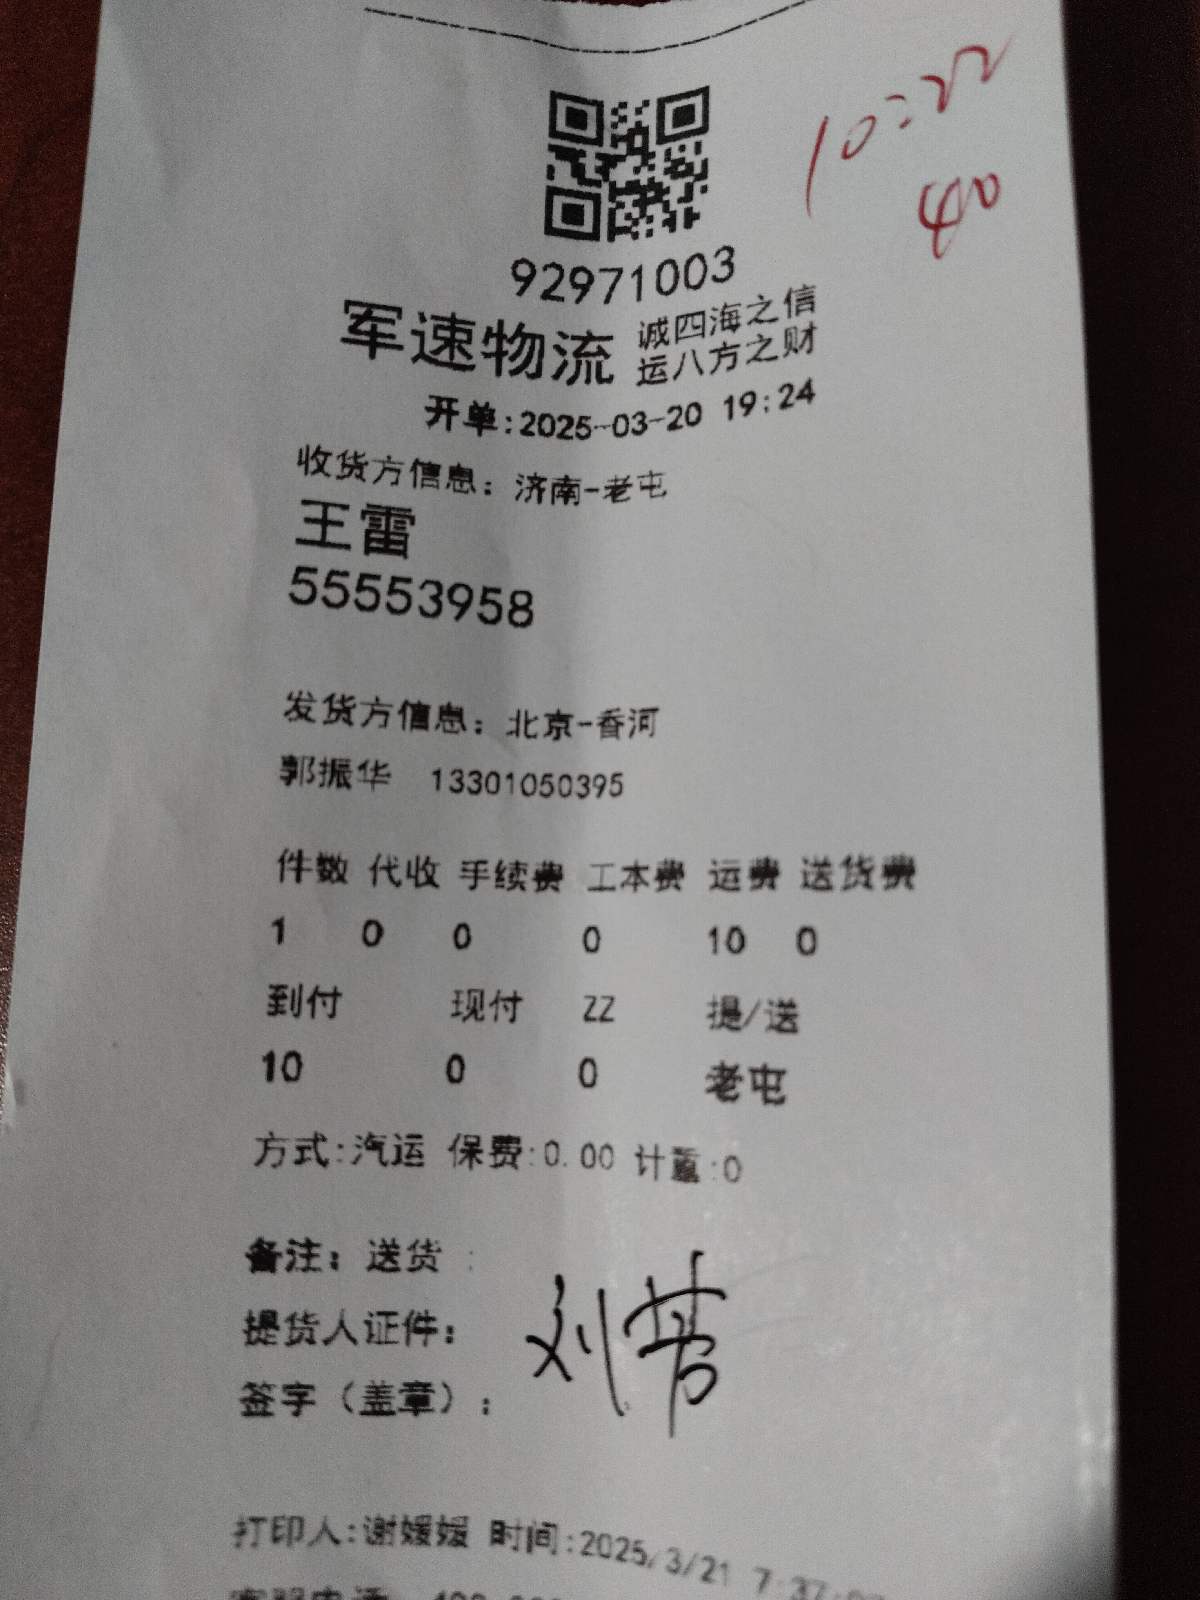 10:22
40
92971003
军速物流 诚四海之信
运八方之财
开单:2025-03-20 19:24
收货方信息：济南-老屯
王雷
55553958
发货方信息：北京-香河
郭振华 13301050395
件数 代收 手续费 工本费 运费 送货费
1 0 0 0 10 0
到付 现付 ZZ 提/送
10 0 0 老屯
方式:汽运 保费:0.00 计重:0
备注：送货 :
提货人证件：
签字（盖章）：
打印人:谢媛媛 时间:2025/3/21 7:37: